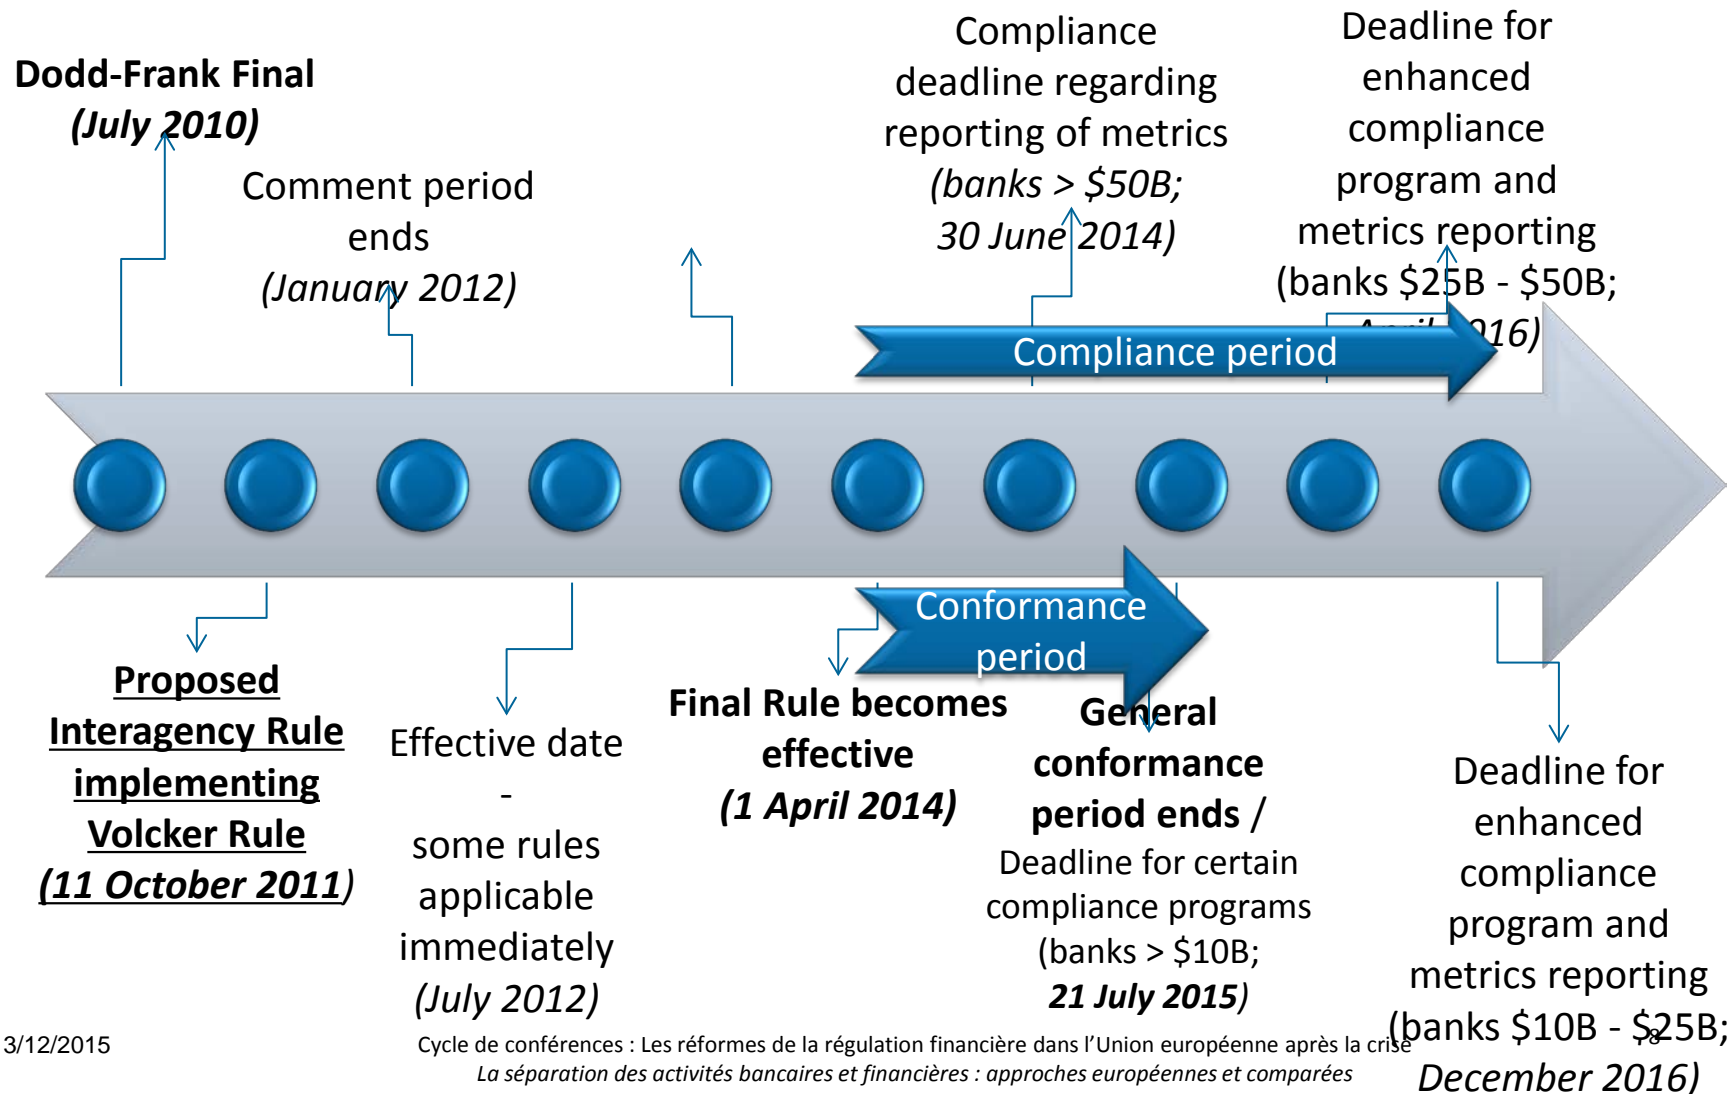 Dodd-Frank Final
(July 2010)
Comment period
ends
(January 2012)
Compliance
deadline regarding
reporting of metrics
(banks > $50B;
30 June 2014)
Deadline for
enhanced
compliance
program and
metrics reporting
(banks $25B - $50B;
April 2016)
Compliance period
Conformance
period
Proposed
Interagency Rule
implementing
Volcker Rule
(11 October 2011)
Effective date
-
some rules
applicable
immediately
(July 2012)
Final Rule becomes
effective
(1 April 2014)
General
conformance
period ends /
Deadline for certain
compliance programs
(banks > $10B;
21 July 2015)
Deadline for
enhanced
compliance
program and
metrics reporting
(banks $10B - $25B;
December 2016)
3/12/2015
Cycle de conférences : Les réformes de la régulation financière dans l'Union européenne après la crise
La séparation des activités bancaires et financières : approches européennes et comparées
8